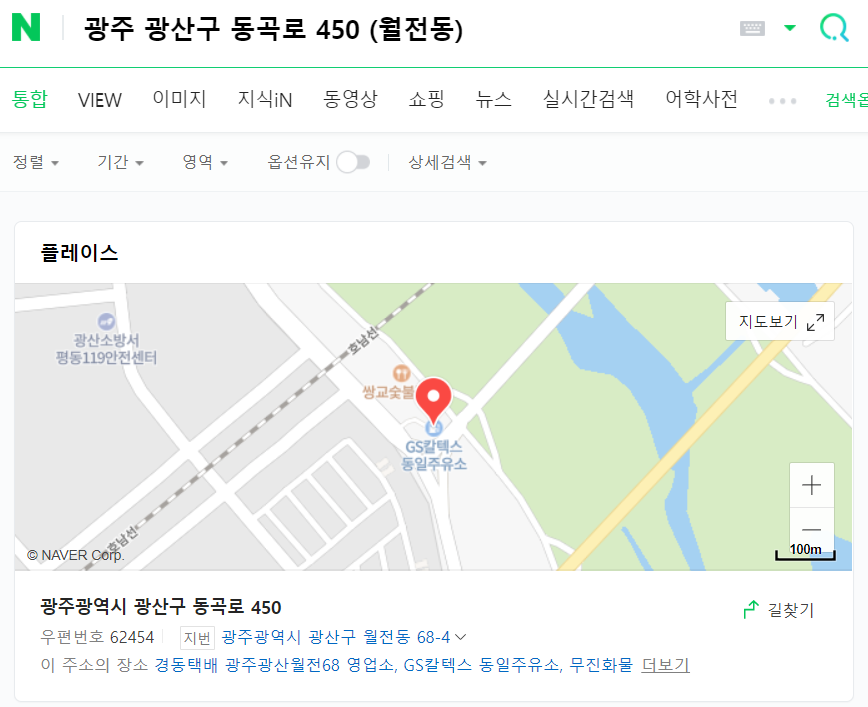 N 광주 광산구 동곡로 450 (월전동)
통합 VIEW 이미지 지식iN 동영상 쇼핑 뉴스 실시간검색 어학사전 검색옵
정렬 기간 영역 옵션유지 상세검색
플레이스
지도보기
광산소방서
평동119안전센터
호남선
쌍교숯불
GS칼텍스
동일주유소
호남선
© NAVER Corp.
100m
광주광역시 광산구 동곡로 450
길찾기
우편번호 62454 지번 광주광역시 광산구 월전동 68-4
이 주소의 장소 경동택배 광주광산월전68 영업소, GS칼텍스 동일주유소, 무진화물 더보기